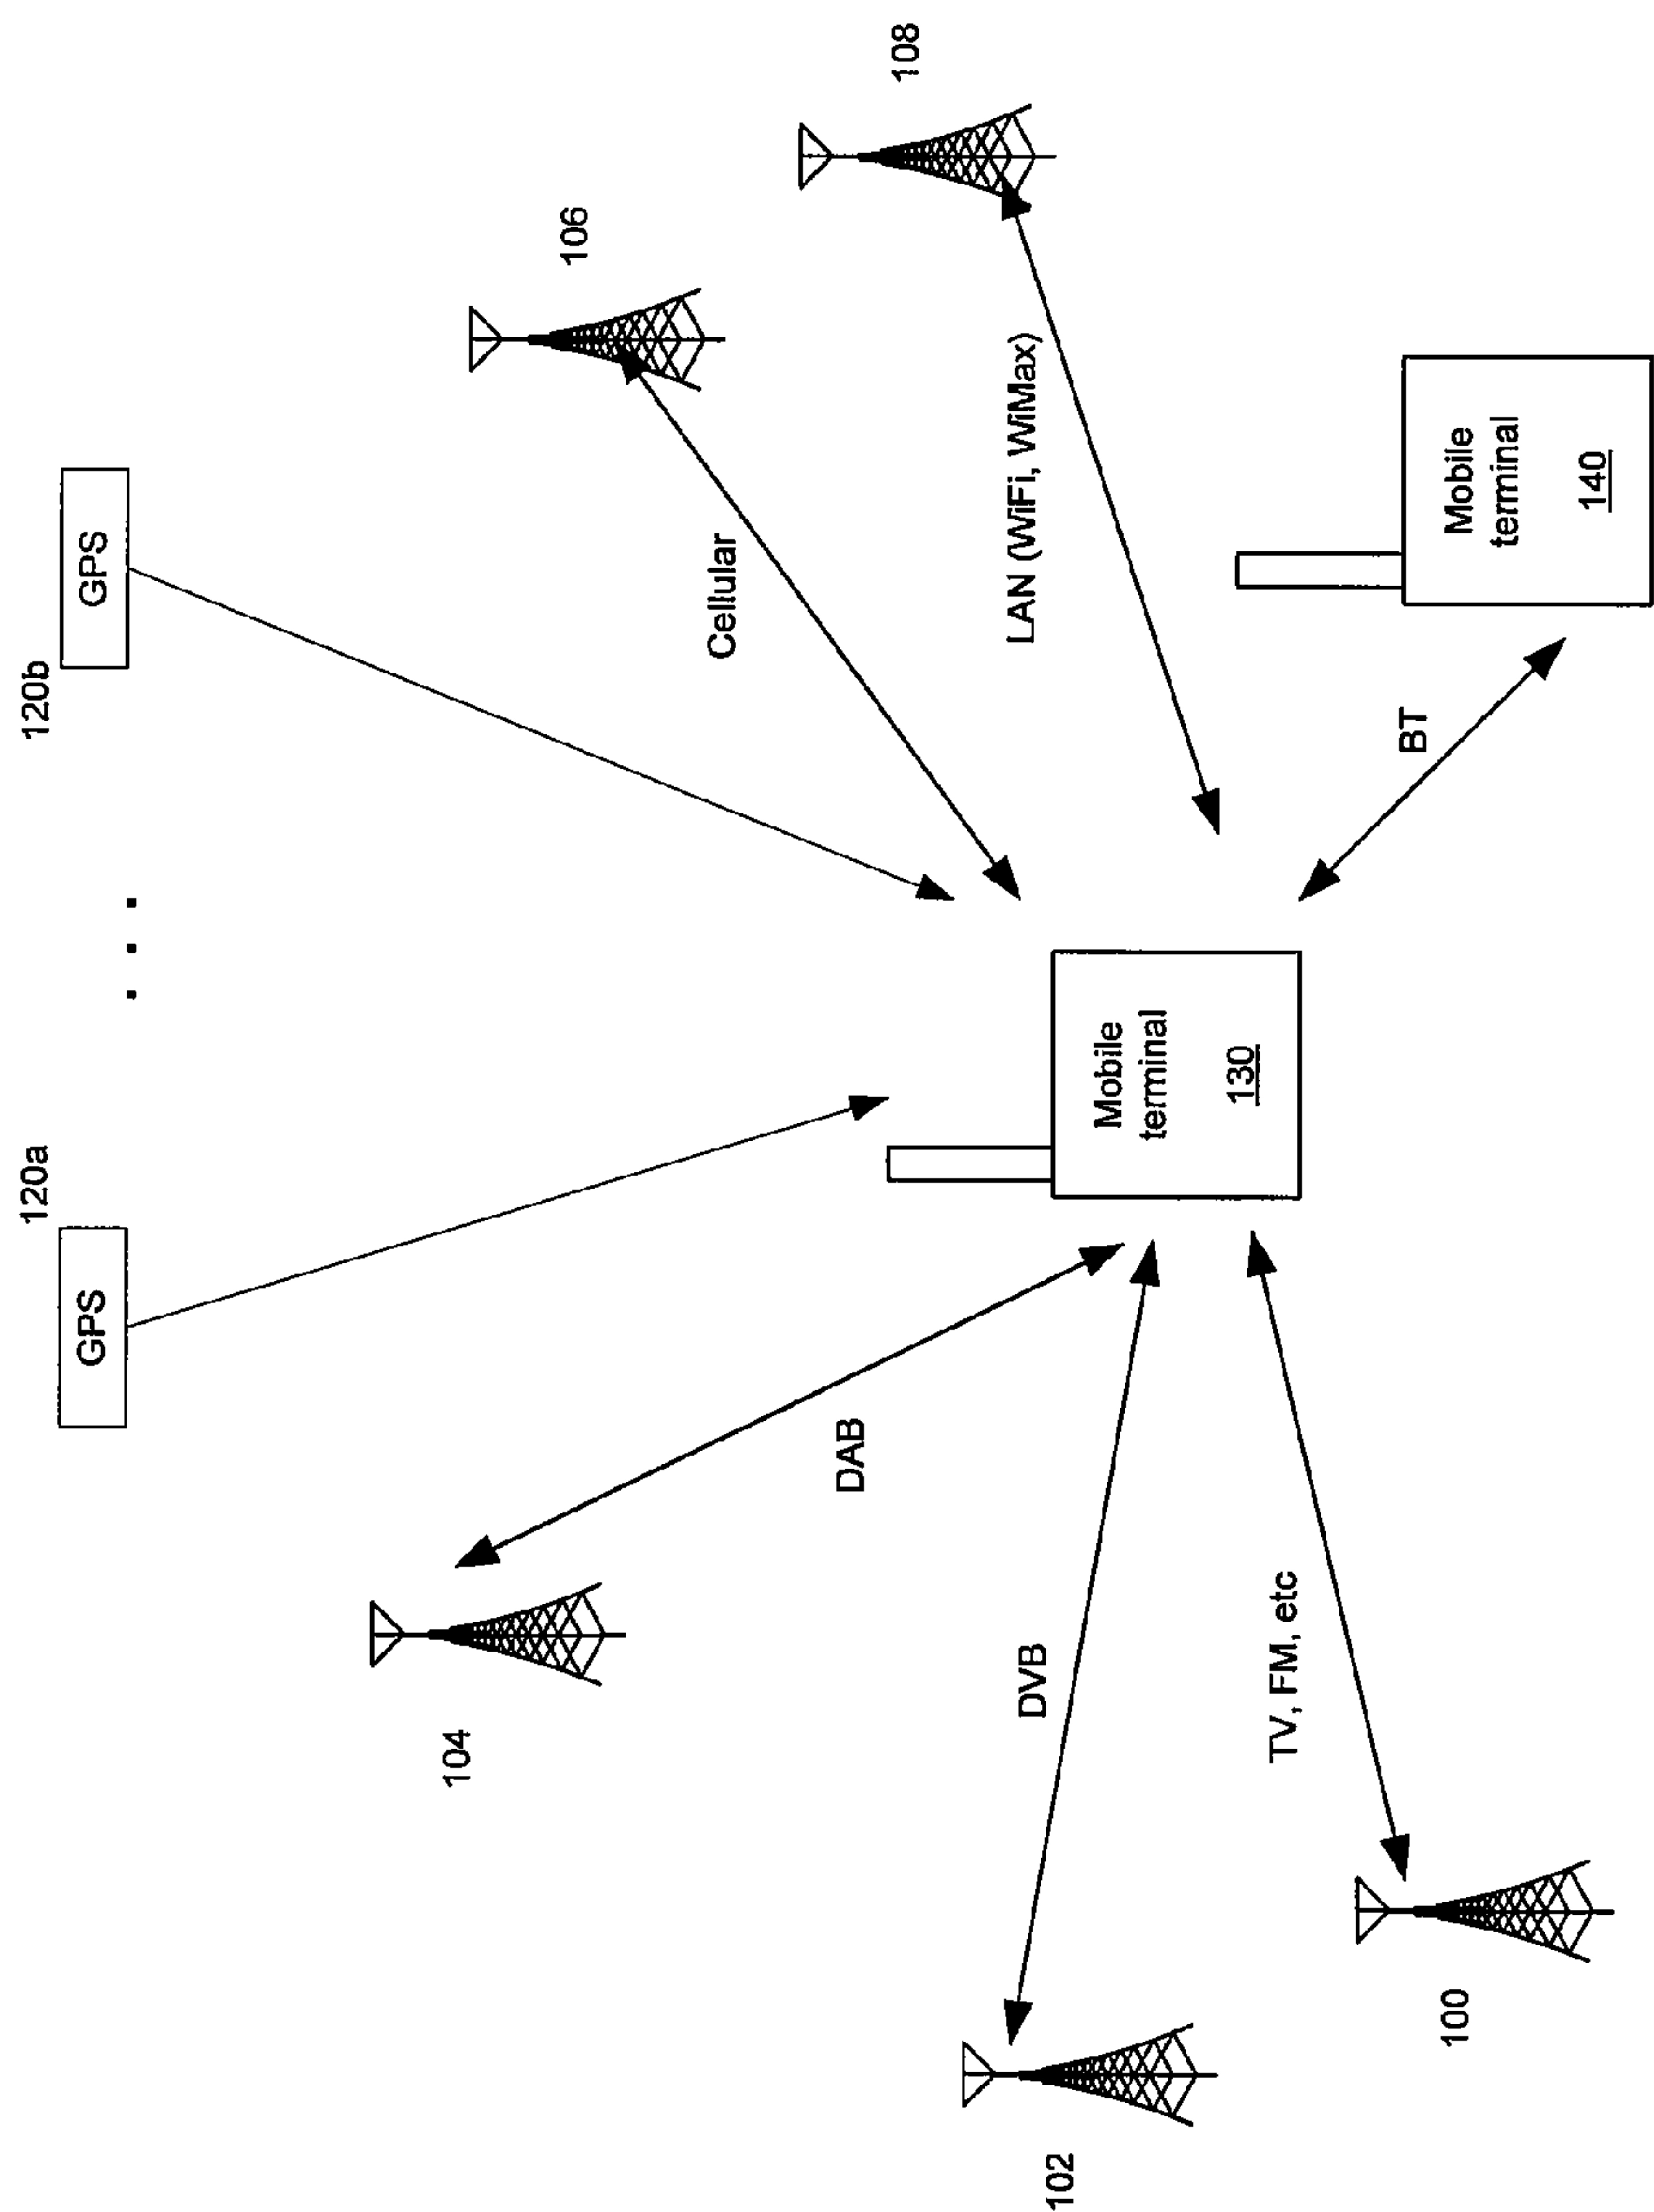 120a
GPS
120b
GPS
104
106
DAB
Cellular
108
102
DVB
Mobile
terminal
130
LAN (WiFi, WiMax)
TV, FM, etc
BT
100
Mobile
terminal
140